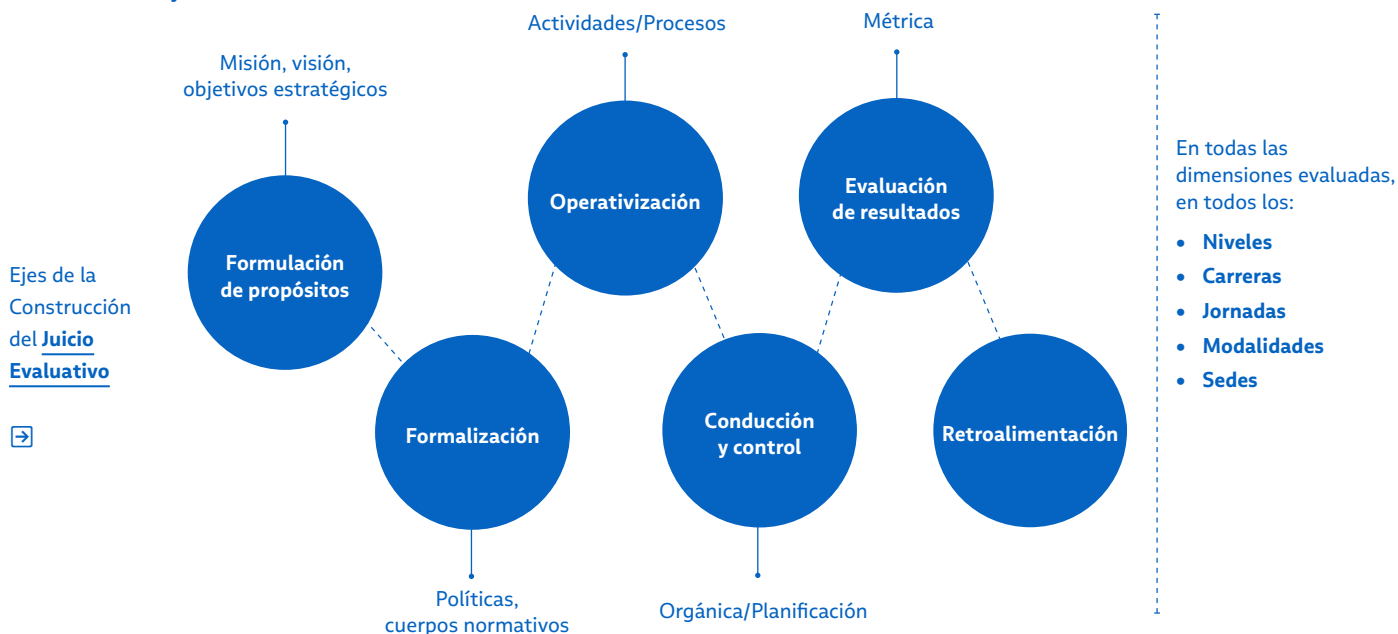 Actividades/Procesos
Métrica
Misión, visión,
objetivos estratégicos
En todas las
dimensiones evaluadas,
en todos los:
• Niveles
• Carreras
• Jornadas
• Modalidades
• Sedes
Operativización
Evaluación
de resultados
Formulación
de propósitos
Ejes de la
Construcción
del Juicio
Evaluativo
Formalización
Conducción
y control
Retroalimentación
Políticas,
cuerpos normativos
Orgánica/Planificación